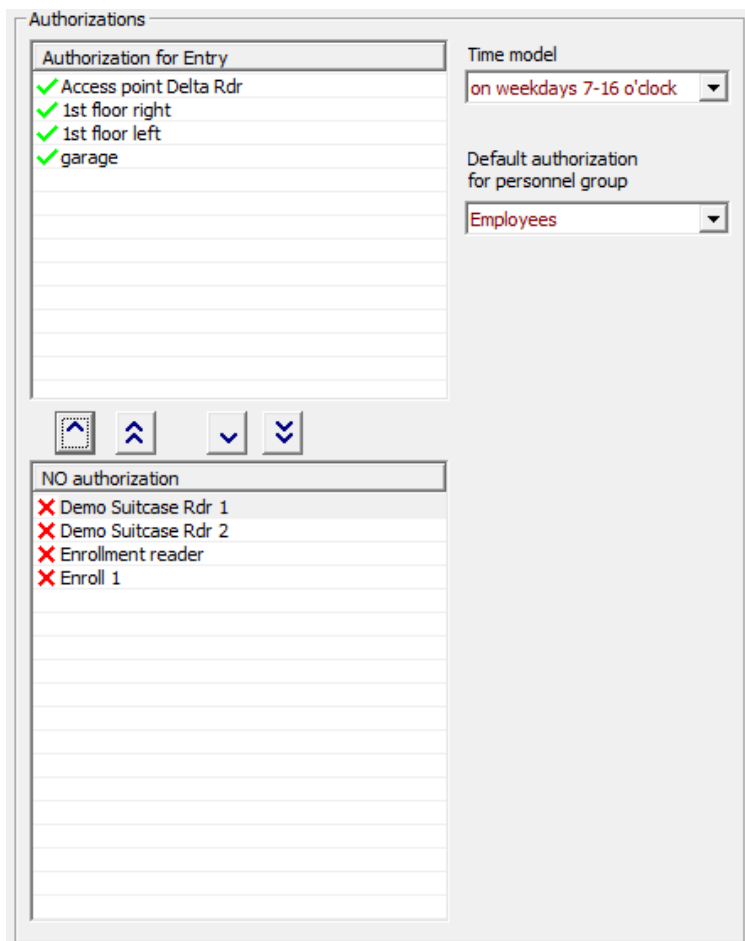 Authorizations
Authorization for Entry
Access point Delta Rdr
1st floor right
1st floor left
garage
Time model
on weekdays 7-16 o'clock
Default authorization
for personnel group
Employees
NO authorization
Demo Suitcase Rdr 1
Demo Suitcase Rdr 2
Enrollment reader
Enroll 1